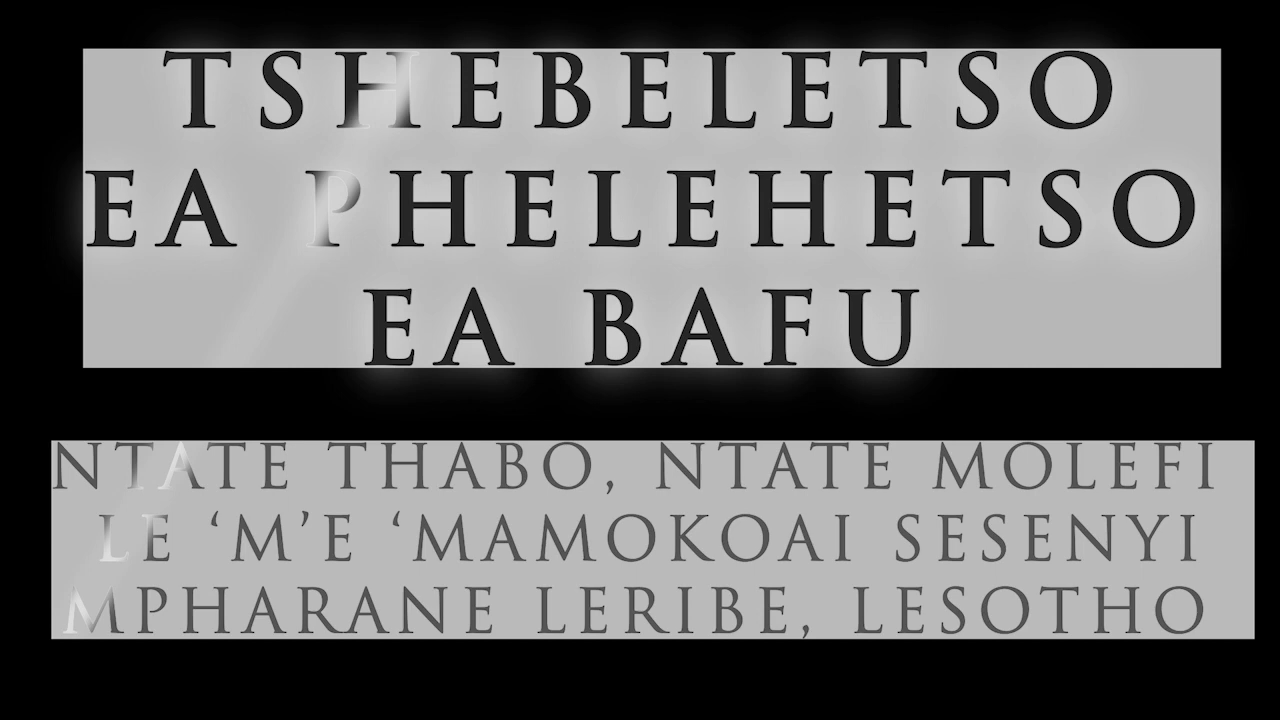 TSHEBELETSO
EA PHELEHETSO
EA BAFU
NTATE THABO, NTATE MOLEFI
LE ‘M’E ‘MAMOKOAI SESENYI
MPHARANE LERIBE, LESOTHO